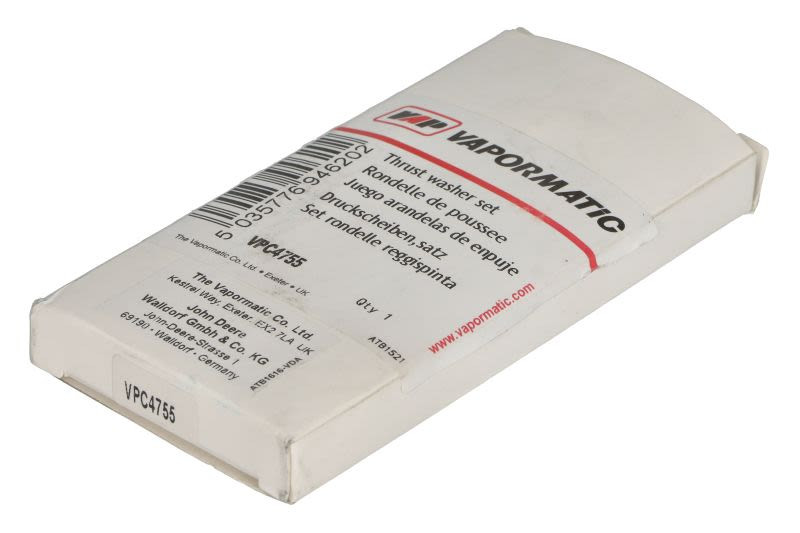 VAP VAPORMATIC
Thrust washer set
Rondelle de poussee
Juego arandelas de enpuje
Druckscheiben,satz
Set rondelle reggispinta
5 035776 946202
VPC4755
The Vapormatic Co. Ltd. • Exeter • UK
Qty 1
www.vapormatic.com
ATB1521
The Vapormatic Co. Ltd.
Kestrel Way, Exeter, EX2 7LA UK
John Deere
Walldorf GmbH & Co. KG
John-Deere-Strasse 1
69190 • Walldorf - Germany
ATB1616-VDA
VPC4755